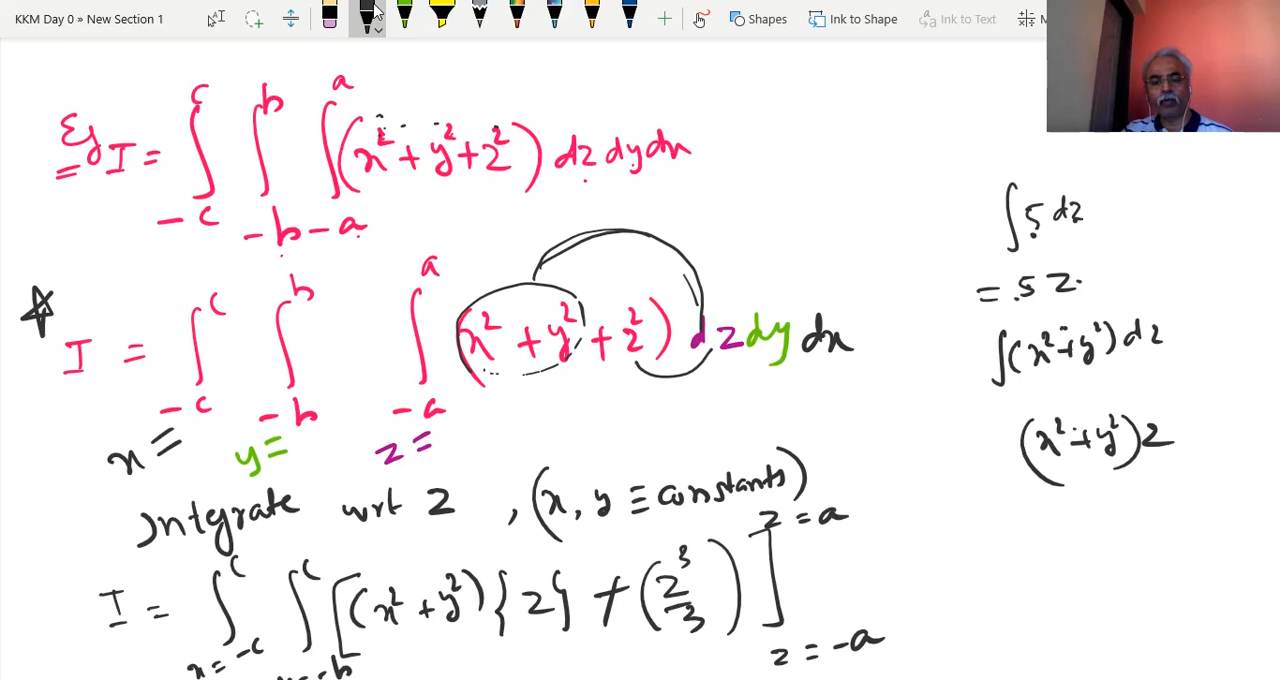 KKM Day 0 » New Section 1
Shapes Ink to Shape Ink to Text
Eg I = ∫_{-c}^{c} ∫_{-b}^{b} ∫_{-a}^{a} (x² + y² + z²) dz dy dx
I = ∫_{-c}^{c} ∫_{-b}^{b} ∫_{-a}^{a} (x² + y² + z²) dz dy dx
x = y = z =
Integrate wrt z , (x, y ≡ constants)
I = ∫_{x=-c}^{c} ∫_{-b}^{c} [(x² + y²) {z} + (z³/3)]_{z=-a}^{z=a}
∫ 5 dz
= 5 z.
∫(x² + y²) dz
(x² + y²) z